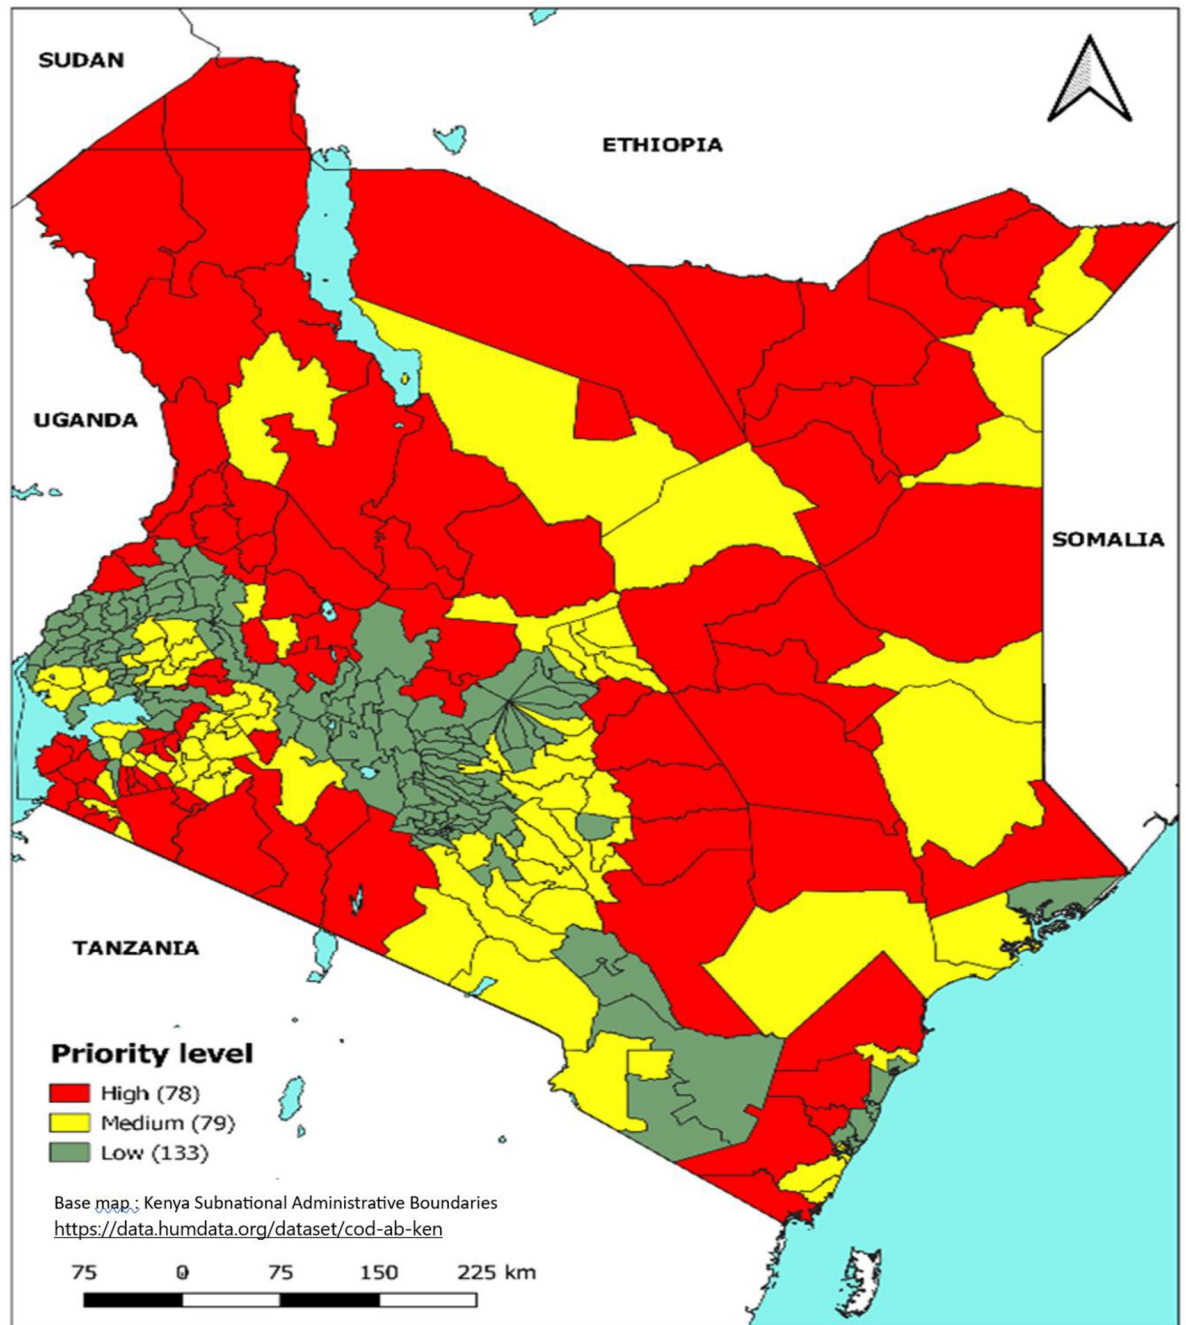 SUDAN
ETHIOPIA
UGANDA
SOMALIA
TANZANIA
Priority level
High (78)
Medium (79)
Low (133)
Base map : Kenya Subnational Administrative Boundaries
https://data.humdata.org/dataset/cod-ab-ken
75 0 75 150 225 km